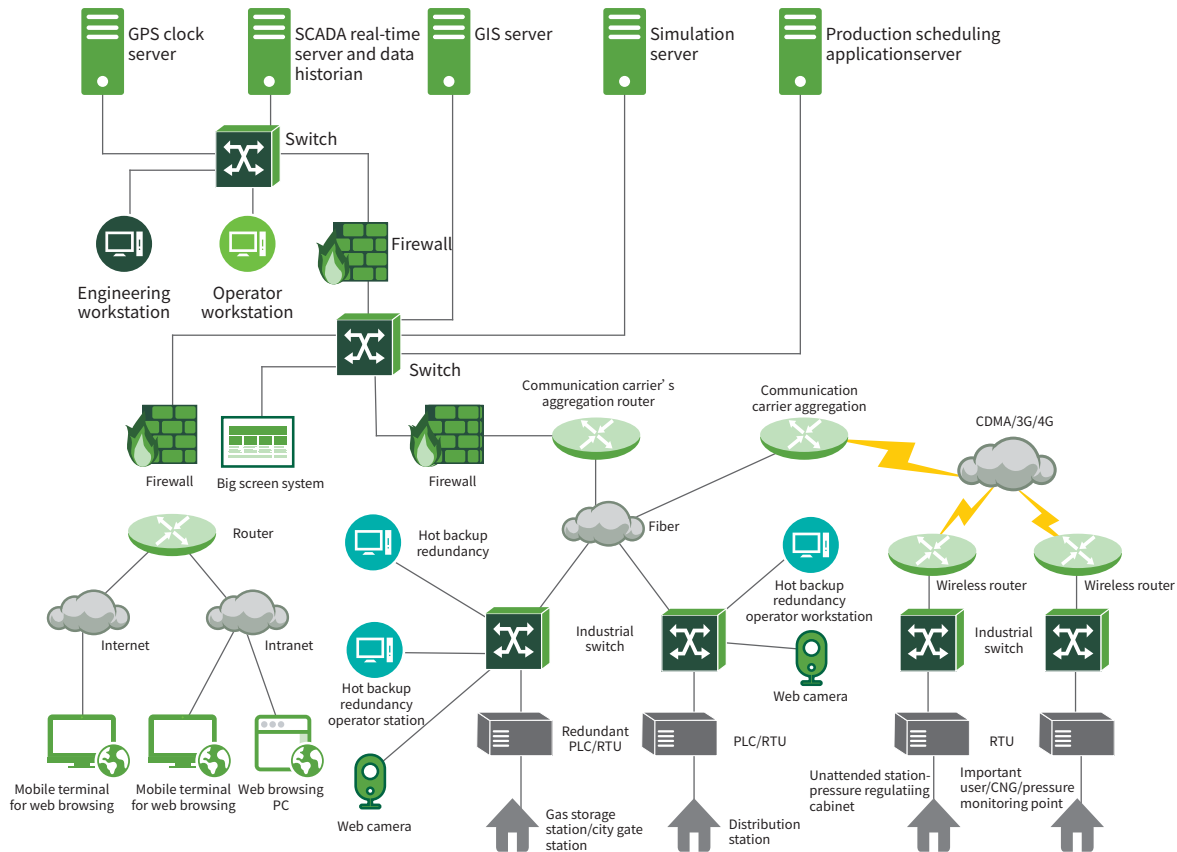 GPS clock
server
SCADA real-time
server and data
historian
GIS server
Simulation
server
Production scheduling
applicationserver
Switch
Firewall
Engineering
workstation
Operator
workstation
Switch
Communication carrier's
aggregation router
Communication
carrier aggregation
CDMA/3G/4G
Firewall
Big screen system
Firewall
Router
Hot backup
redundancy
Fiber
Hot backup
redundancy
operator workstation
Wireless router
Wireless router
Internet
Intranet
Industrial
switch
Industrial
switch
Hot backup
redundancy
operator station
Web camera
Redundant
PLC/RTU
PLC/RTU
RTU
Mobile terminal
for web browsing
Mobile terminal
for web browsing
Web browsing
PC
Unattended station-
pressure regulatiing
cabinet
Important
user/CNG/pressure
monitoring point
Web camera
Gas storage
station/city gate
station
Distribution
station